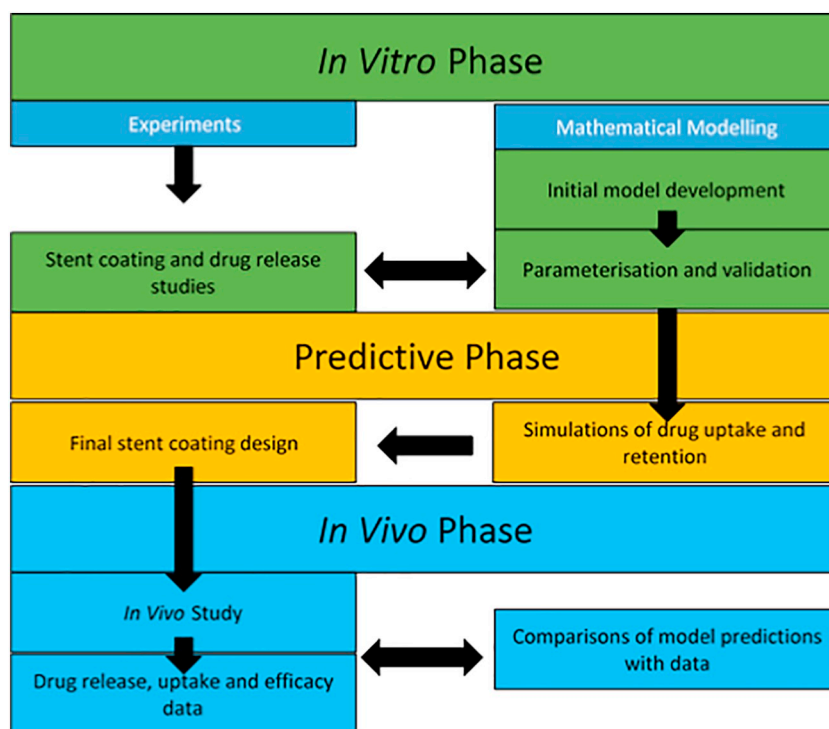 In Vitro Phase
Experiments
Mathematical Modelling
Initial model development
Stent coating and drug release
studies
Parameterisation and validation
Predictive Phase
Final stent coating design
Simulations of drug uptake and
retention
In Vivo Phase
In Vivo Study
Comparisons of model predictions
with data
Drug release, uptake and efficacy
data